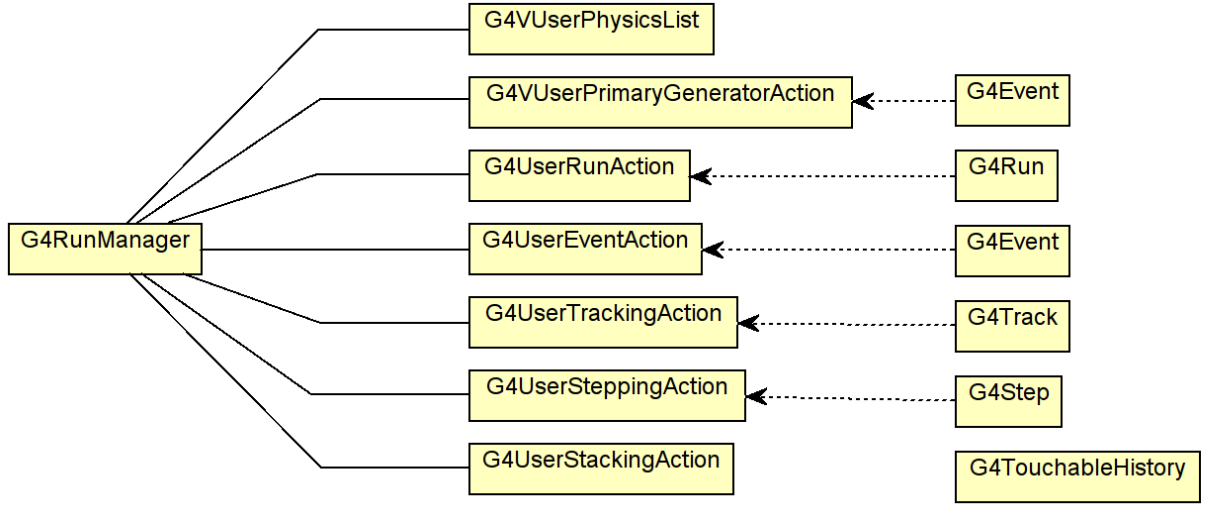 G4VUserPhysicsList
G4VUserPrimaryGeneratorAction
G4Event
G4UserRunAction
G4Run
G4RunManager
G4UserEventAction
G4Event
G4UserTrackingAction
G4Track
G4UserSteppingAction
G4Step
G4UserStackingAction
G4TouchableHistory